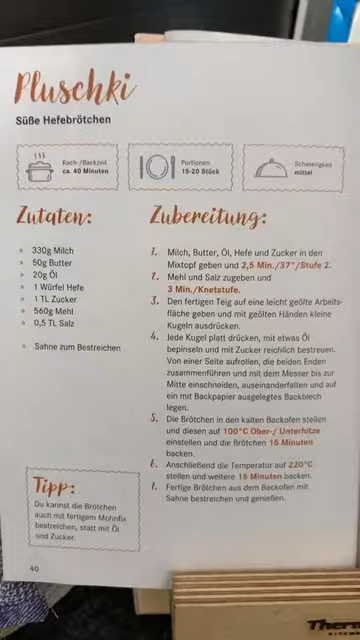 Pluschki
Süße Hefebrötchen
Koch-/Backzeit
ca. 40 Minuten
Portionen
15-20 Stück
Schwierigkeit
mittel
Zutaten:
» 330g Milch
» 50g Butter
» 20g Öl
» 1 Würfel Hefe
» 1 TL Zucker
» 560g Mehl
» 0,5 TL Salz
» Sahne zum Bestreichen
Zubereitung:
1. Milch, Butter, Öl, Hefe und Zucker in den
Mixtopf geben und 2,5 Min./37°/Stufe 2.
2. Mehl und Salz zugeben und
3 Min./Knetstufe.
3. Den fertigen Teig auf eine leicht geölte Arbeits-
fläche geben und mit geölten Händen kleine
Kugeln ausdrücken.
4. Jede Kugel platt drücken, mit etwas Öl
bepinseln und mit Zucker reichlich bestreuen.
Von einer Seite aufrollen, die beiden Enden
zusammenführen und mit dem Messer bis zur
Mitte einschneiden, auseinanderfalten und auf
ein mit Backpapier ausgelegtes Backblech
legen.
5. Die Brötchen in den kalten Backofen stellen
und diesen auf 100°C Ober-/ Unterhitze
einstellen und die Brötchen 15 Minuten
backen.
6. Anschließend die Temperatur auf 220°C
stellen und weitere 15 Minuten backen.
7. Fertige Brötchen aus dem Backofen mit
Sahne bestreichen und genießen.
Tipp:
Du kannst die Brötchen
auch mit fertigem Mohnfix
bestreichen, statt mit Öl
und Zucker.
40